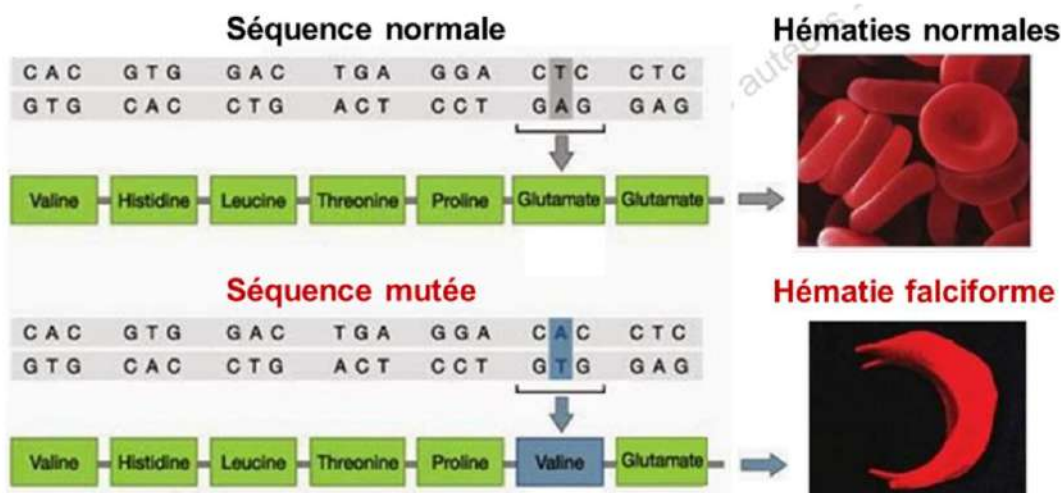 Séquence normale
Hématies normales
auteurs
CAC GTG GAC TGA GGA CTC CTC
GTG CAC CTG ACT CCT GAG GAG
Valine Histidine Leucine Threonine Proline Glutamate Glutamate
Séquence mutée
Hématie falciforme
CAC GTG GAC TGA GGA CAC CTC
GTG CAC CTG ACT CCT GTG GAG
Valine Histidine Leucine Threonine Proline Valine Glutamate